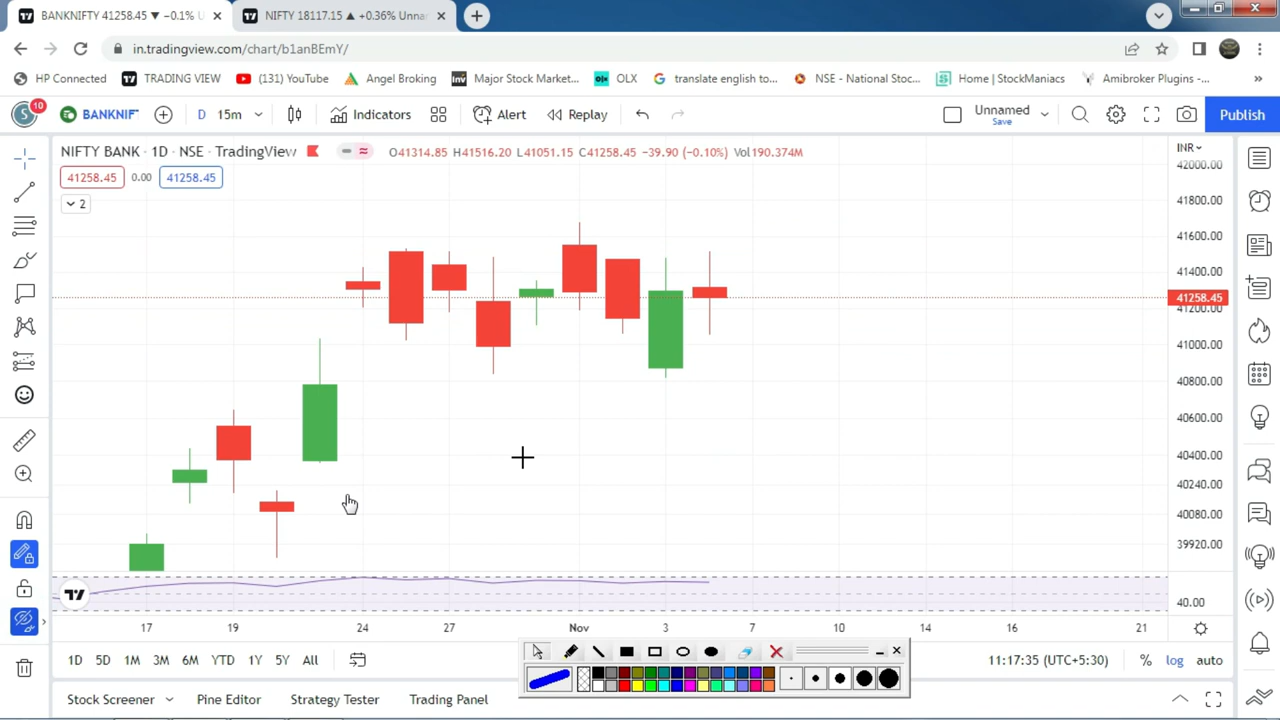 BANKNIFTY 41258.45 ▼ −0.1% U
NIFTY 18117.15 ▲ +0.36% Unnar
in.tradingview.com/chart/b1anBEmY/
HP Connected
TRADING VIEW
(131) YouTube
Angel Broking
Major Stock Market...
OLX
translate english to...
NSE - National Stoc...
Home | StockManiacs
Amibroker Plugins -...
»
S
10
BANKNIF
D
15m
Indicators
Alert
Replay
Unnamed
Save
Publish
NIFTY BANK · 1D · NSE · TradingView
O41314.85 H41516.20 L41051.15 C41258.45 −39.90 (−0.10%) Vol190.374M
INR
41258.45
0.00
41258.45
2
42000.00
41800.00
41600.00
41400.00
41258.45
41200.00
41000.00
40800.00
40600.00
40400.00
40240.00
40080.00
39920.00
40.00
17
19
24
27
Nov
3
7
10
14
16
21
1D
5D
1M
3M
6M
YTD
1Y
5Y
All
11:17:35 (UTC+5:30)
%
log
auto
Stock Screener
Pine Editor
Strategy Tester
Trading Panel